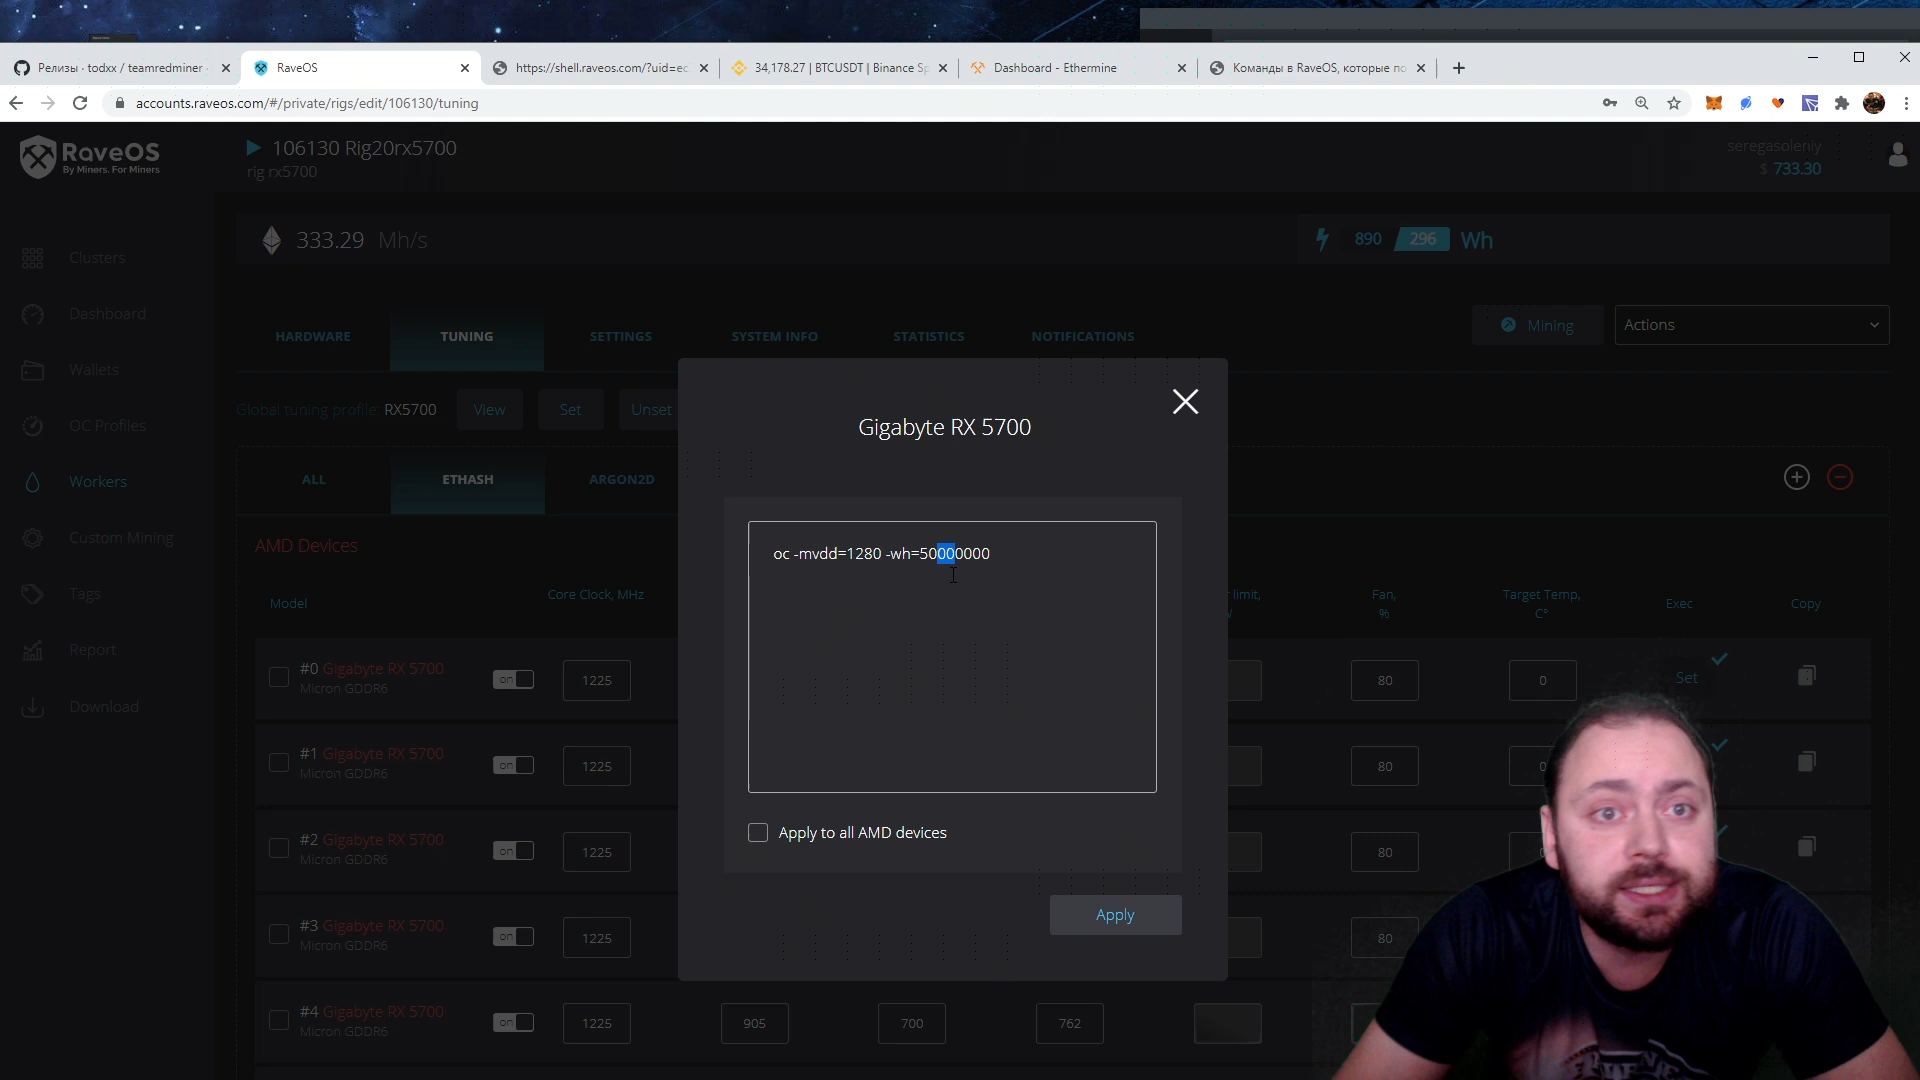 Релизы · todxx / teamredminer
RaveOS
https://shell.raveos.com/?uid=ec
34,178.27 | BTCUSDT | Binance Sp
Dashboard - Ethermine
Команды в RaveOS, которые по
accounts.raveos.com/#/private/rigs/edit/106130/tuning
RaveOS
By Miners. For Miners
106130 Rig20rx5700
rig rx5700
seregasoleniy
$ 733.30
333.29 Mh/s
890 296 Wh
Clusters
Dashboard
Wallets
OC Profiles
Workers
Custom Mining
Tags
Report
Download
HARDWARE TUNING SETTINGS SYSTEM INFO STATISTICS NOTIFICATIONS
Mining
Actions
Global tuning profile: RX5700 View Set Unset
ALL ETHASH ARGON2D
AMD Devices
Model
Core Clock, MHz
Fan,
%
Target Temp,
C°
Exec
Copy
#0 Gigabyte RX 5700
Micron GDDR6
on 1225 80 0 Set
#1 Gigabyte RX 5700
Micron GDDR6
on 1225 80 0
#2 Gigabyte RX 5700
Micron GDDR6
on 1225 80
#3 Gigabyte RX 5700
Micron GDDR6
on 1225 80
#4 Gigabyte RX 5700
Micron GDDR6
on 1225 905 700 762
Gigabyte RX 5700
oc -mvdd=1280 -wh=50000000
Apply to all AMD devices
Apply